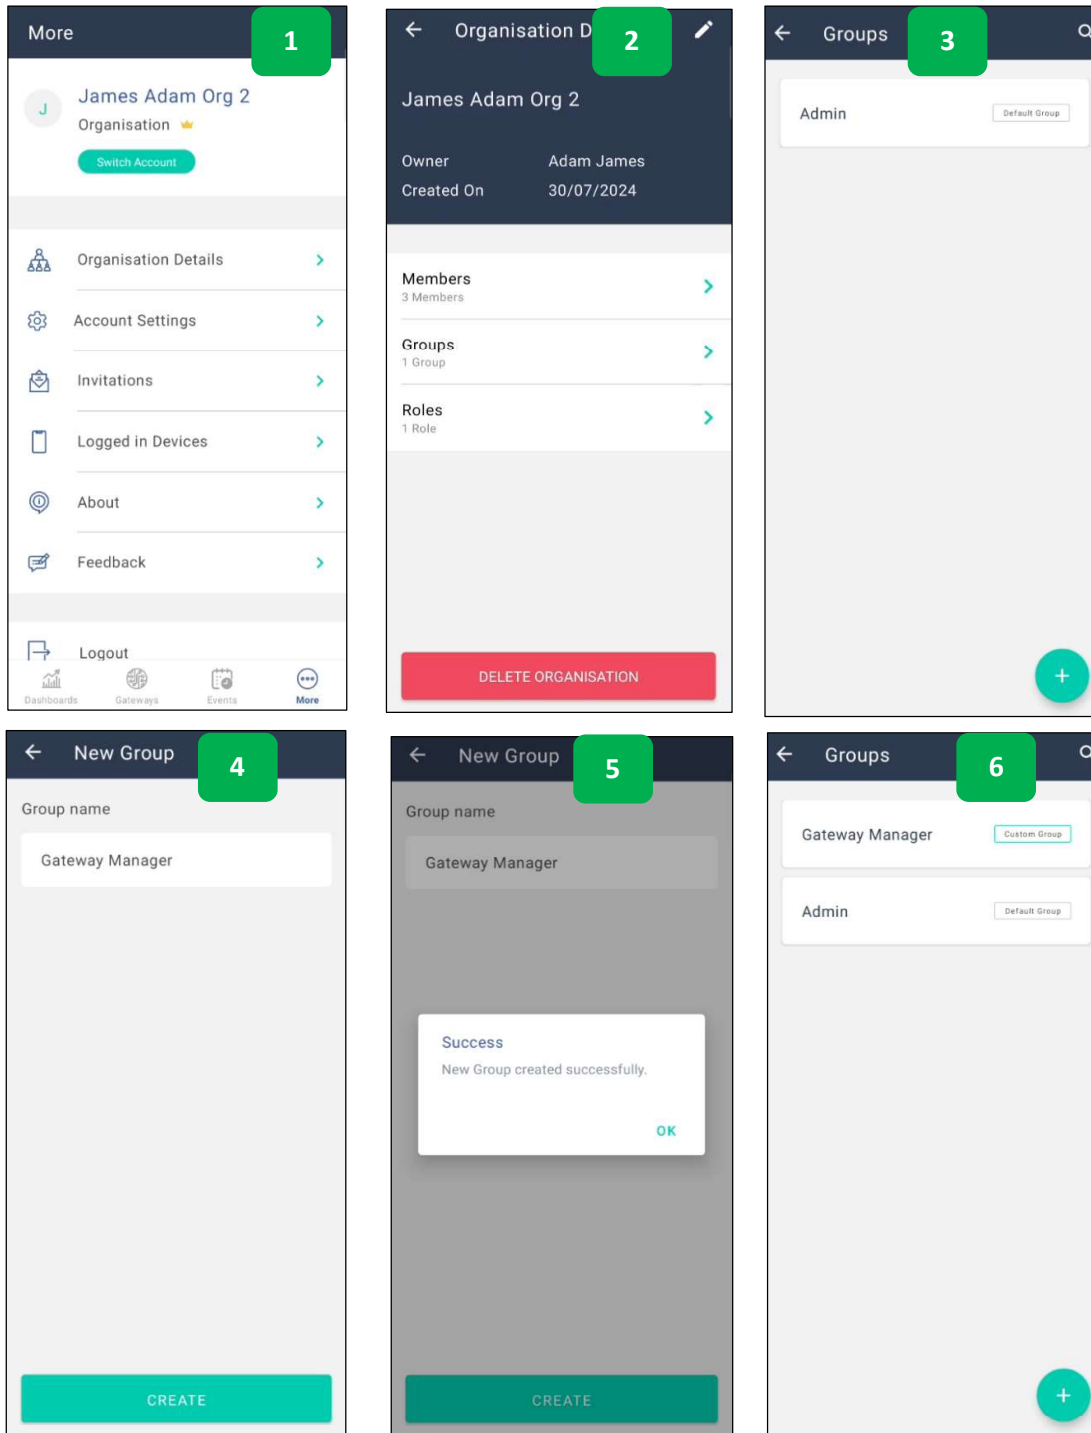 More
1
J
James Adam Org 2
Organisation
Switch Account
Organisation Details
Account Settings
Invitations
Logged in Devices
About
Feedback
Logout
Dashboards
Gateways
Events
More
Organisation D
2
James Adam Org 2
Owner Adam James
Created On 30/07/2024
Members
3 Members
Groups
1 Group
Roles
1 Role
DELETE ORGANISATION
Groups
3
Admin Default Group
+
New Group
4
Group name
Gateway Manager
CREATE
New Group
5
Group name
Gateway Manager
Success
New Group created successfully.
OK
CREATE
Groups
6
Gateway Manager Custom Group
Admin Default Group
+